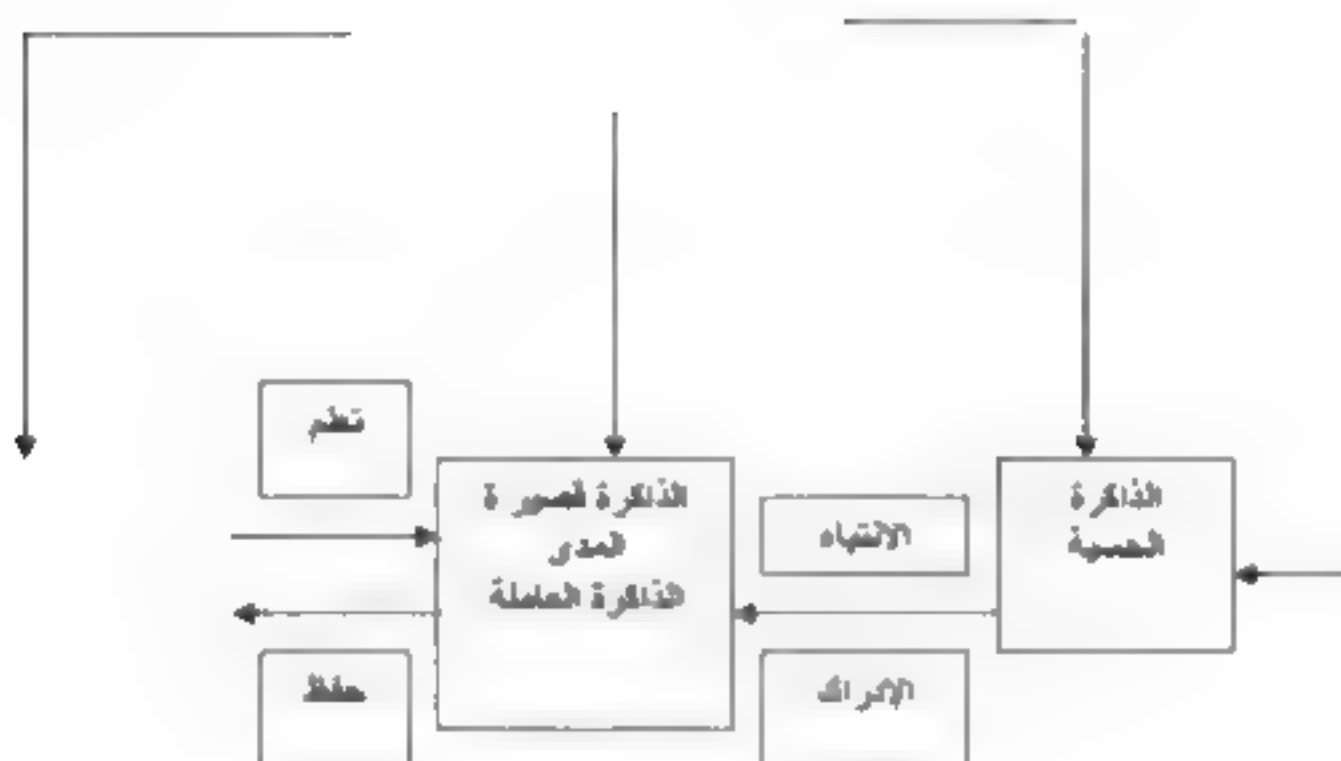 الذاكرة
الحسية
الانتباه
الإدراك
الذاكرة قصيرة
المدى
الذاكرة العاملة
تعلم
حفظ